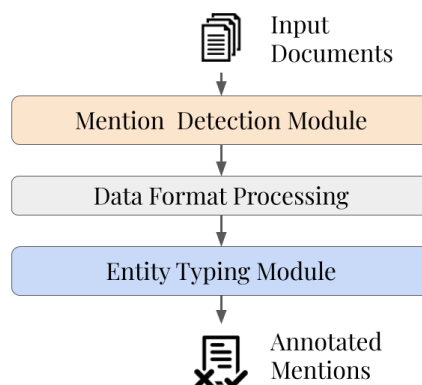 Input
Documents
Mention Detection Module
Data Format Processing
Entity Typing Module
Annotated
Mentions